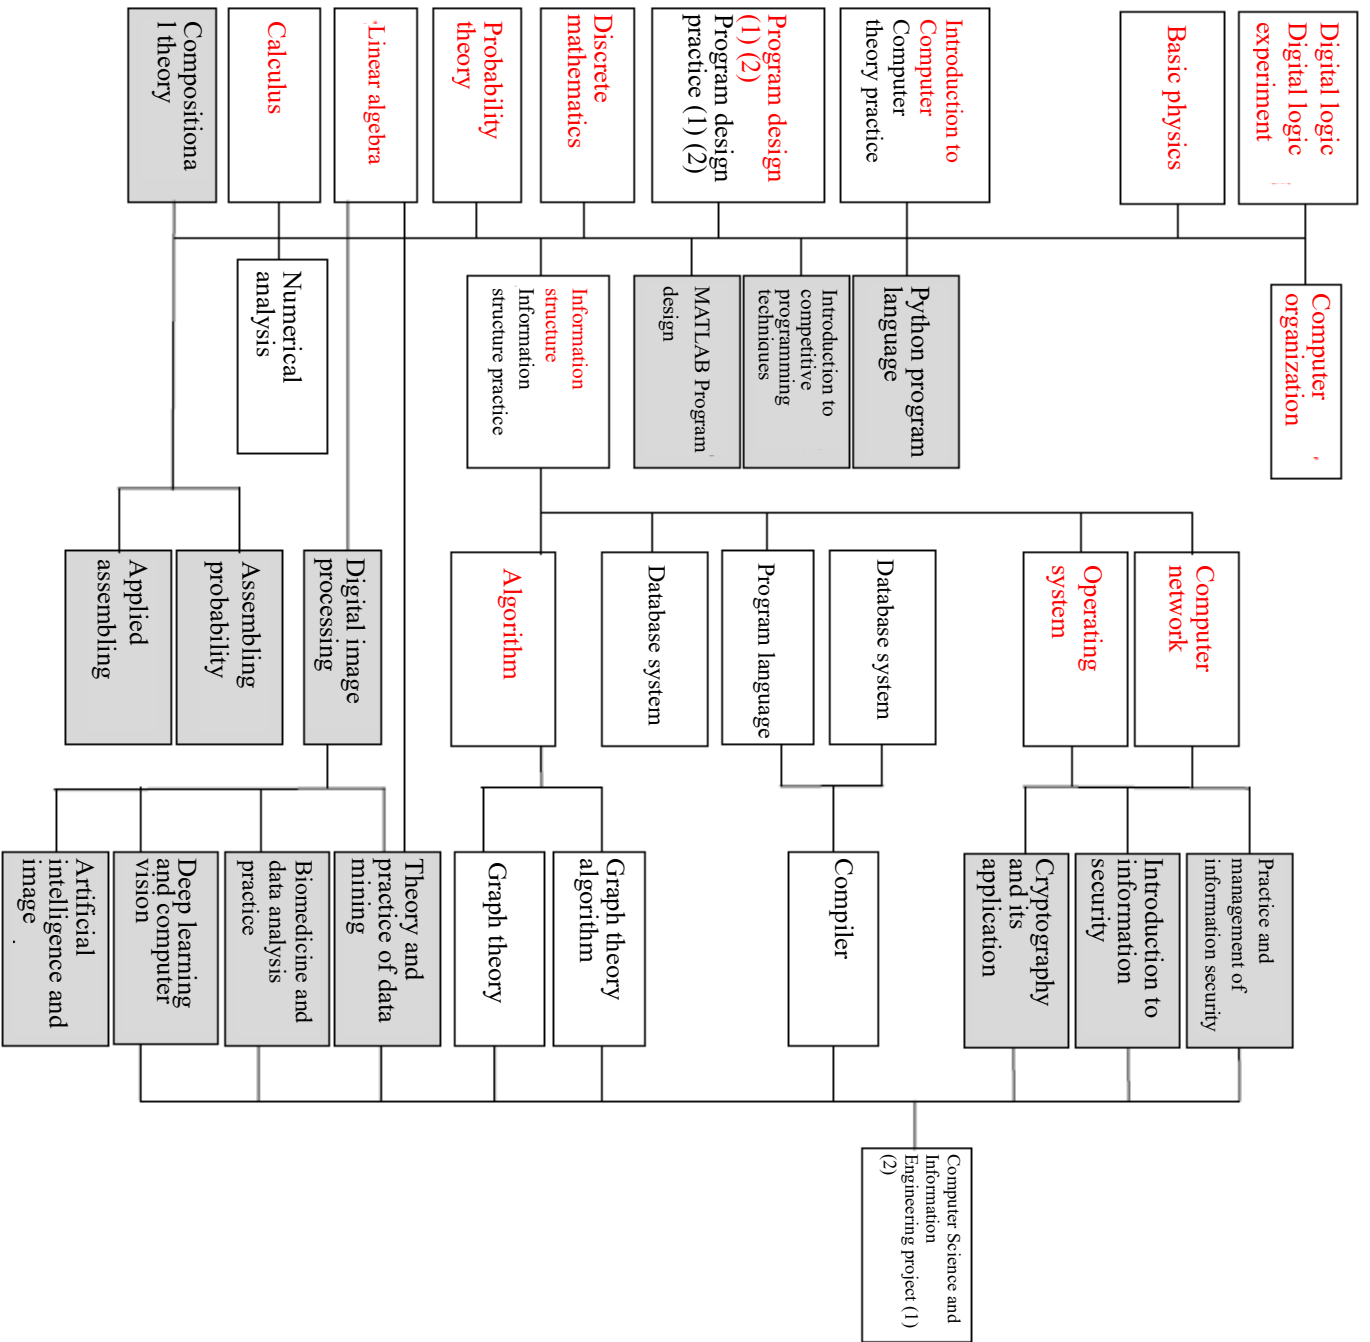 Digital logic
Digital logic
experiment
Basic physics
Introduction to
Computer
Computer
theory practice
Program design
(1) (2)
Program design
practice (1) (2)
Discrete
mathematics
Probability
theory
Linear algebra
Calculus
Compositiona
l theory
Computer
organization
Python program
language
Introduction to
competitive
programming
techniques
MATLAB Program
design
Information
structure
Information
structure practice
Numerical
analysis
Computer
network
Operating
system
Database system
Program language
Database system
Algorithm
Digital image
processing
Assembling
probability
Applied
assembling
Practice and
management of
information security
Introduction to
information
security
Cryptography
and its
application
Compiler
Graph theory
algorithm
Graph theory
Theory and
practice of data
mining
Biomedicine and
data analysis
practice
Deep learning
and computer
vision
Artificial
intelligence and
image
Computer Science and
Information
Engineering project (1)
(2)